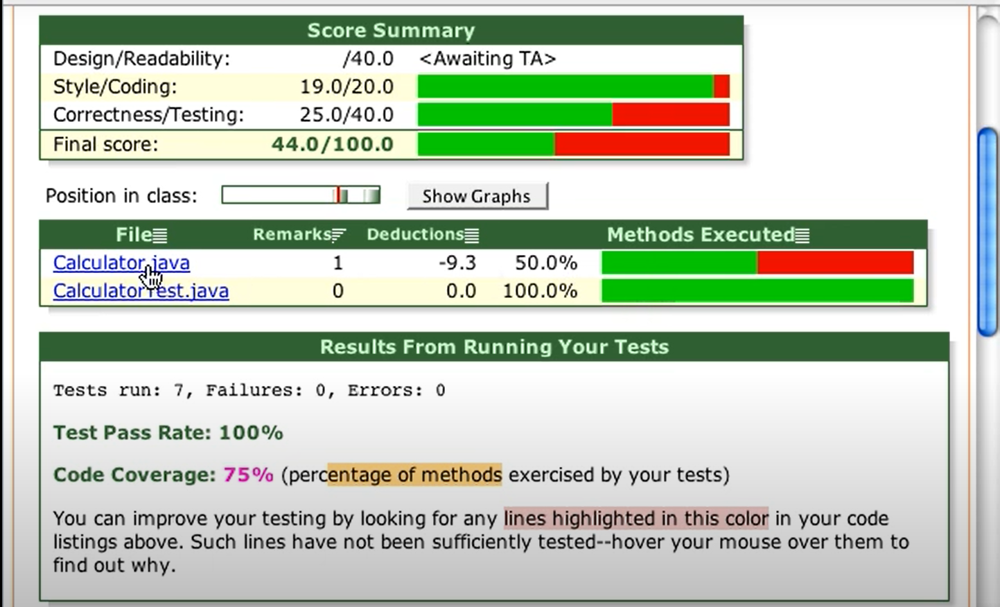 Score Summary
Design/Readability: /40.0 <Awaiting TA>
Style/Coding: 19.0/20.0
Correctness/Testing: 25.0/40.0
Final score: 44.0/100.0
Position in class: Show Graphs
File Remarks Deductions Methods Executed
Calculator.java 1 -9.3 50.0%
CalculatorTest.java 0 0.0 100.0%
Results From Running Your Tests
Tests run: 7, Failures: 0, Errors: 0
Test Pass Rate: 100%
Code Coverage: 75% (percentage of methods exercised by your tests)
You can improve your testing by looking for any lines highlighted in this color in your code
listings above. Such lines have not been sufficiently tested--hover your mouse over them to
find out why.